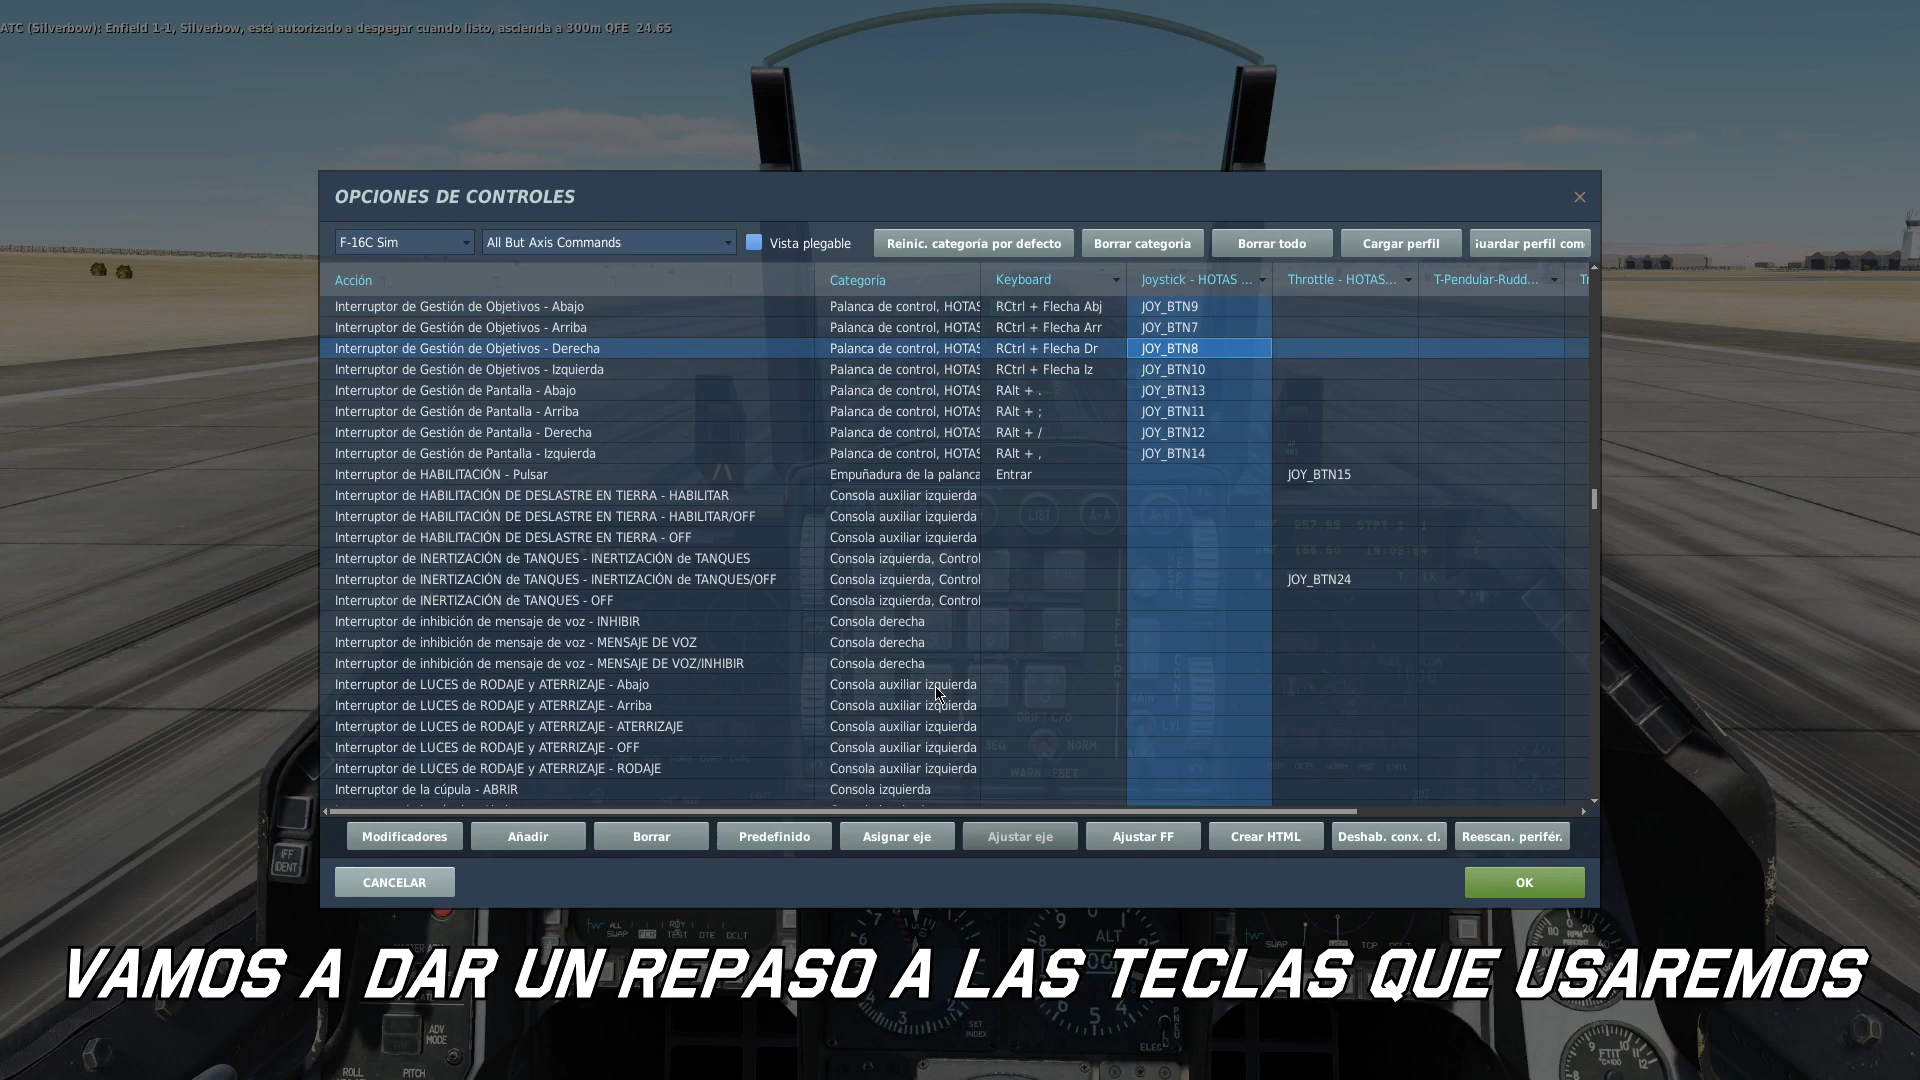 ATC (Silverbow): Enfield 1-1, Silverbow, está autorizado a despegar cuando listo, ascienda a 300m QFE 24.65
OPCIONES DE CONTROLES
F-16C Sim All But Axis Commands Vista plegable Reinic. categoría por defecto Borrar categoría Borrar todo Cargar perfil uardar perfil com
Acción Categoría Keyboard Joystick - HOTAS ... Throttle - HOTAS... T-Pendular-Rudd...
Interruptor de Gestión de Objetivos - Abajo Palanca de control, HOTAS RCtrl + Flecha Abj JOY_BTN9
Interruptor de Gestión de Objetivos - Arriba Palanca de control, HOTAS RCtrl + Flecha Arr JOY_BTN7
Interruptor de Gestión de Objetivos - Derecha Palanca de control, HOTAS RCtrl + Flecha Dr JOY_BTN8
Interruptor de Gestión de Objetivos - Izquierda Palanca de control, HOTAS RCtrl + Flecha Iz JOY_BTN10
Interruptor de Gestión de Pantalla - Abajo Palanca de control, HOTAS RAlt + . JOY_BTN13
Interruptor de Gestión de Pantalla - Arriba Palanca de control, HOTAS RAlt + ; JOY_BTN11
Interruptor de Gestión de Pantalla - Derecha Palanca de control, HOTAS RAlt + / JOY_BTN12
Interruptor de Gestión de Pantalla - Izquierda Palanca de control, HOTAS RAlt + , JOY_BTN14
Interruptor de HABILITACIÓN - Pulsar Empuñadura de la palanca Entrar JOY_BTN15
Interruptor de HABILITACIÓN DE DESLASTRE EN TIERRA - HABILITAR Consola auxiliar izquierda
Interruptor de HABILITACIÓN DE DESLASTRE EN TIERRA - HABILITAR/OFF Consola auxiliar izquierda
Interruptor de HABILITACIÓN DE DESLASTRE EN TIERRA - OFF Consola auxiliar izquierda
Interruptor de INERTIZACIÓN de TANQUES - INERTIZACIÓN de TANQUES Consola izquierda, Control
Interruptor de INERTIZACIÓN de TANQUES - INERTIZACIÓN de TANQUES/OFF Consola izquierda, Control JOY_BTN24
Interruptor de INERTIZACIÓN de TANQUES - OFF Consola izquierda, Control
Interruptor de inhibición de mensaje de voz - INHIBIR Consola derecha
Interruptor de inhibición de mensaje de voz - MENSAJE DE VOZ Consola derecha
Interruptor de inhibición de mensaje de voz - MENSAJE DE VOZ/INHIBIR Consola derecha
Interruptor de LUCES de RODAJE y ATERRIZAJE - Abajo Consola auxiliar izquierda
Interruptor de LUCES de RODAJE y ATERRIZAJE - Arriba Consola auxiliar izquierda
Interruptor de LUCES de RODAJE y ATERRIZAJE - ATERRIZAJE Consola auxiliar izquierda
Interruptor de LUCES de RODAJE y ATERRIZAJE - OFF Consola auxiliar izquierda
Interruptor de LUCES de RODAJE y ATERRIZAJE - RODAJE Consola auxiliar izquierda
Interruptor de la cúpula - ABRIR Consola izquierda
Modificadores Añadir Borrar Predefinido Asignar eje Ajustar eje Ajustar FF Crear HTML Deshab. conx. cl. Reescan. perifér.
CANCELAR OK
IFF
IDENT
VAMOS A DAR UN REPASO A LAS TECLAS QUE USAREMOS
ALT
SET
INDEX
ELEC
ADV
MODE
ROLL PITCH
FTIT